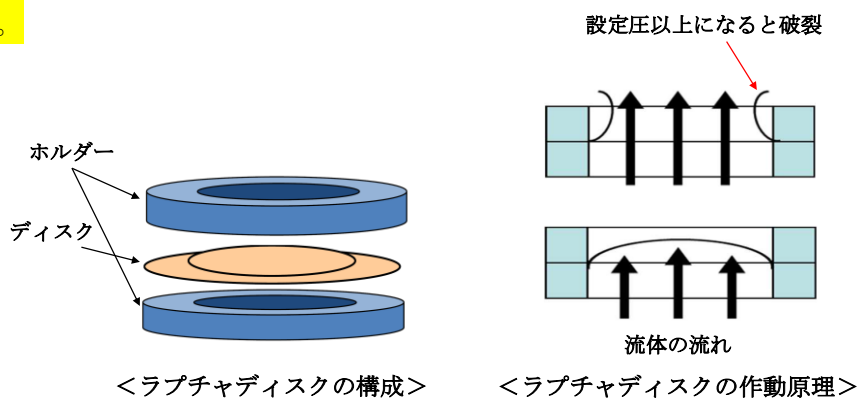 。
設定圧以上になると破裂
ホルダー
ディスク
流体の流れ
＜ラプチャディスクの構成＞
＜ラプチャディスクの作動原理＞